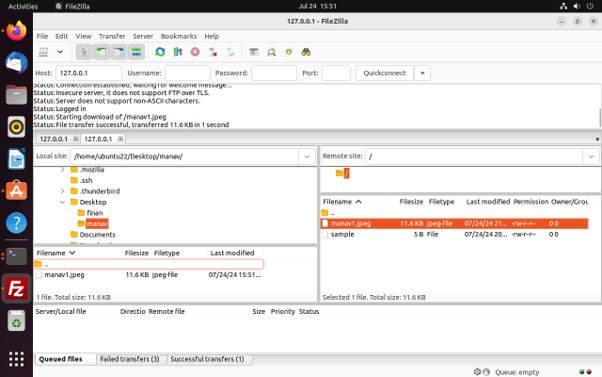 Activities FileZilla Jul 24 15:51
127.0.0.1 - FileZilla
File Edit View Transfer Server Bookmarks Help
Host: 127.0.0.1 Username: Password: Port: Quickconnect
Status:Connection established, waiting for welcome message...
Status:Insecure server, it does not support FTP over TLS.
Status:Server does not support non-ASCII characters.
Status:Logged in
Status:Starting download of /manav1.jpeg
Status:File transfer successful, transferred 11.6 KB in 1 second
127.0.0.1 127.0.0.1
Local site: /home/ubuntu22/Desktop/manav/ Remote site: /
.mozilla /
.ssh
.thunderbird
Desktop Filename Filesize Filetype Last modified Permission Owner/Grou
finan ..
manav manav1.jpeg 11.6 KB jpeg-file 07/24/24 21... -rw-r--r-- 0 0
Documents sample 5 B File 07/24/24 20... -rw-r--r-- 0 0
Filename Filesize Filetype Last modified
..
manav1.jpeg 11.6 KB jpeg-file 07/24/24 15:51...
1 file. Total size: 11.6 KB Selected 1 file. Total size: 11.6 KB
Server/Local file Directio Remote file Size Priority Status
Queued files Failed transfers (3) Successful transfers (1)
Queue: empty